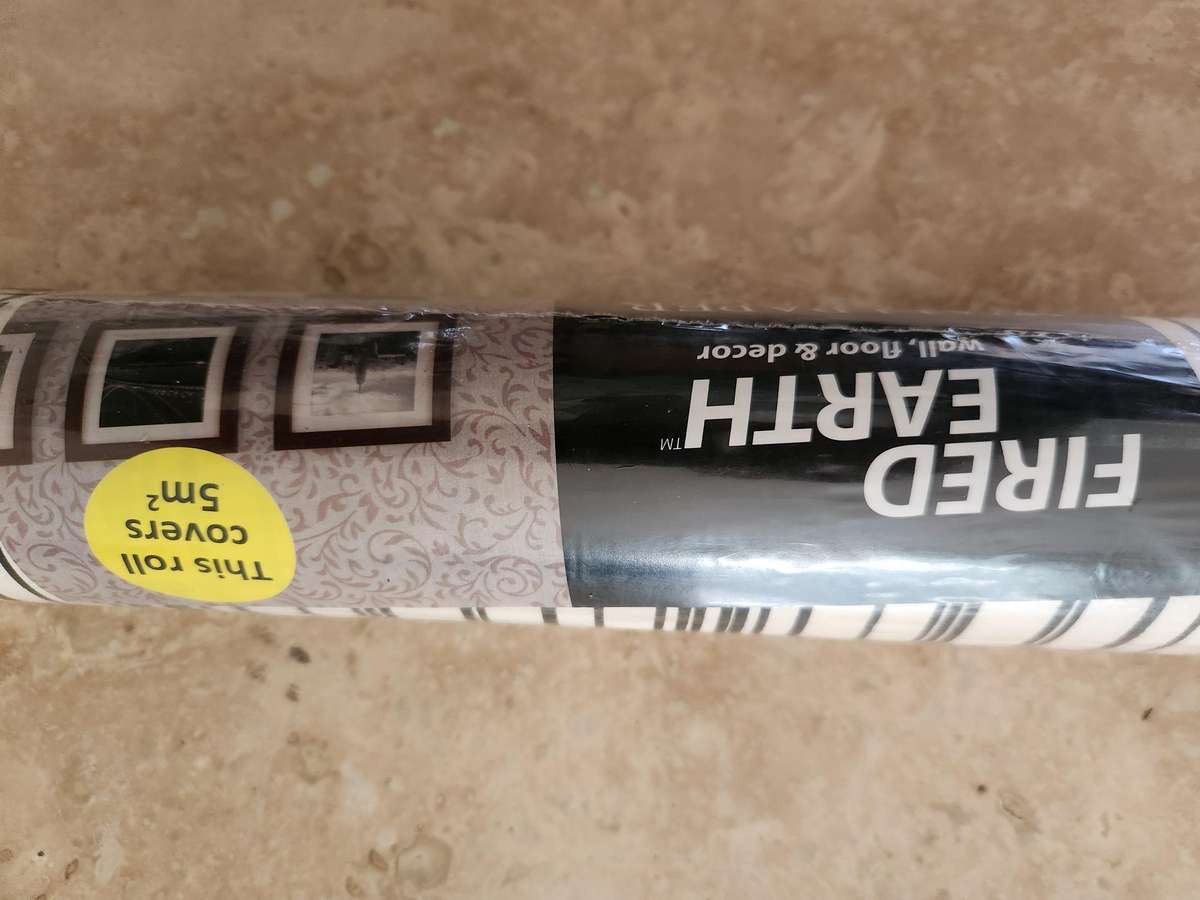 FIRED
EARTH™
wall, floor & decor
This roll
covers
5m²